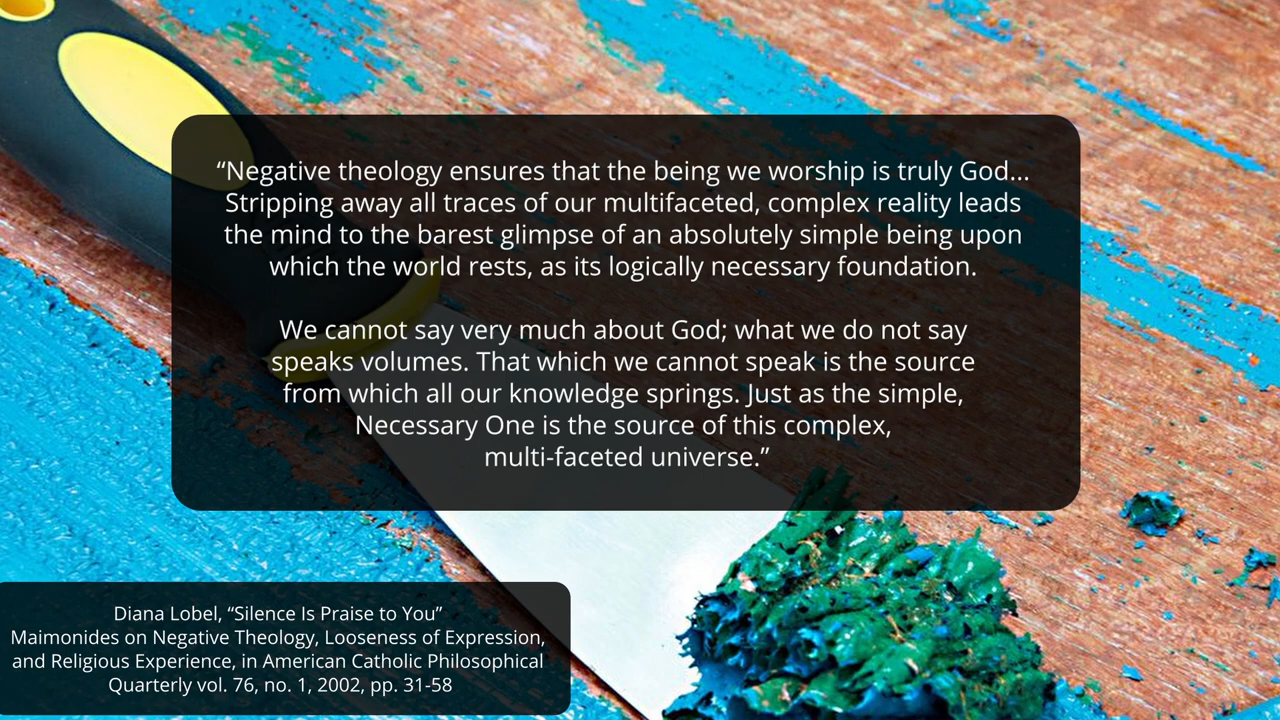 “Negative theology ensures that the being we worship is truly God...
Stripping away all traces of our multifaceted, complex reality leads
the mind to the barest glimpse of an absolutely simple being upon
which the world rests, as its logically necessary foundation.
We cannot say very much about God; what we do not say
speaks volumes. That which we cannot speak is the source
from which all our knowledge springs. Just as the simple,
Necessary One is the source of this complex,
multi-faceted universe.”
Diana Lobel, “Silence Is Praise to You”
Maimonides on Negative Theology, Looseness of Expression,
and Religious Experience, in American Catholic Philosophical
Quarterly vol. 76, no. 1, 2002, pp. 31-58